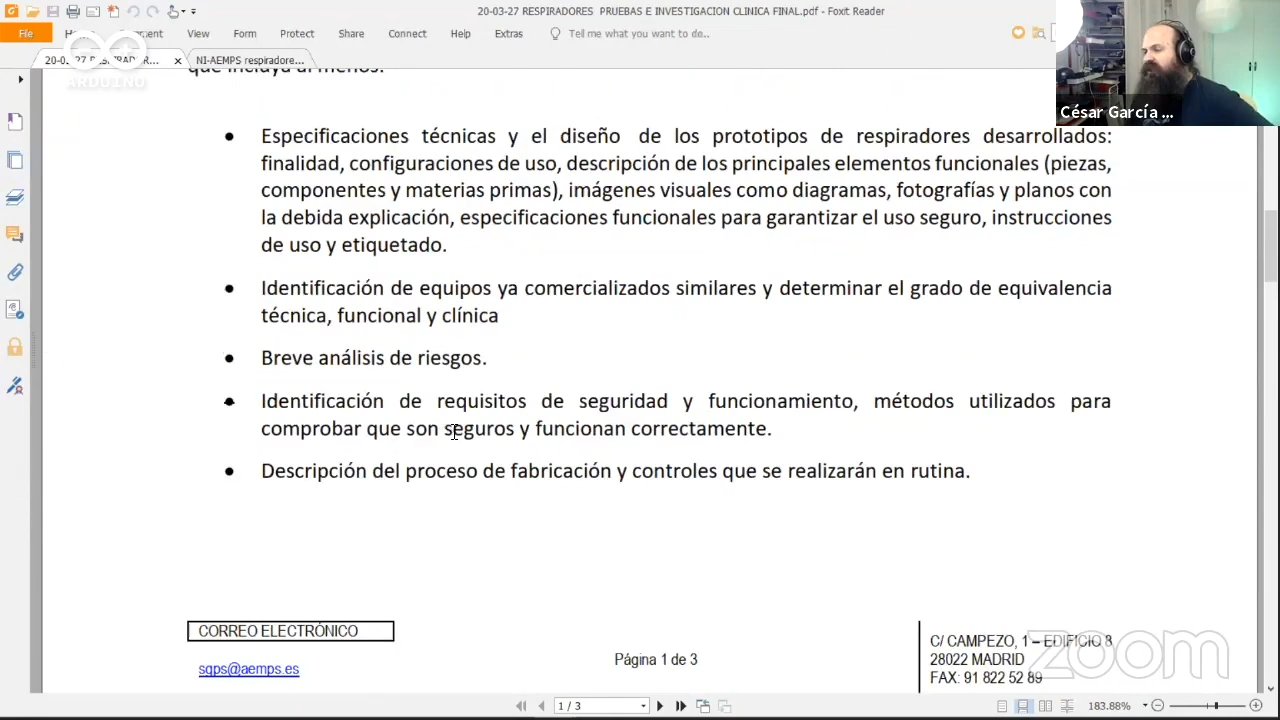 20-03-27 RESPIRADORES PRUEBAS E INVESTIGACION CLINICA FINAL.pdf - Foxit Reader
File
View
Form
Protect
Share
Connect
Help
Extras
Tell me what you want to do..
ARDUINO
NI-AEMPS respiradore...
César García ...
que incluya al menos:
● Especificaciones técnicas y el diseño de los prototipos de respiradores desarrollados:
finalidad, configuraciones de uso, descripción de los principales elementos funcionales (piezas,
componentes y materias primas), imágenes visuales como diagramas, fotografías y planos con
la debida explicación, especificaciones funcionales para garantizar el uso seguro, instrucciones
de uso y etiquetado.
● Identificación de equipos ya comercializados similares y determinar el grado de equivalencia
técnica, funcional y clínica
● Breve análisis de riesgos.
● Identificación de requisitos de seguridad y funcionamiento, métodos utilizados para
comprobar que son seguros y funcionan correctamente.
● Descripción del proceso de fabricación y controles que se realizarán en rutina.
CORREO ELECTRÓNICO
sgps@aemps.es
Página 1 de 3
C/ CAMPEZO, 1 – EDIFICIO 8
28022 MADRID
FAX: 91 822 52 89
zoom
1 / 3
183.88%